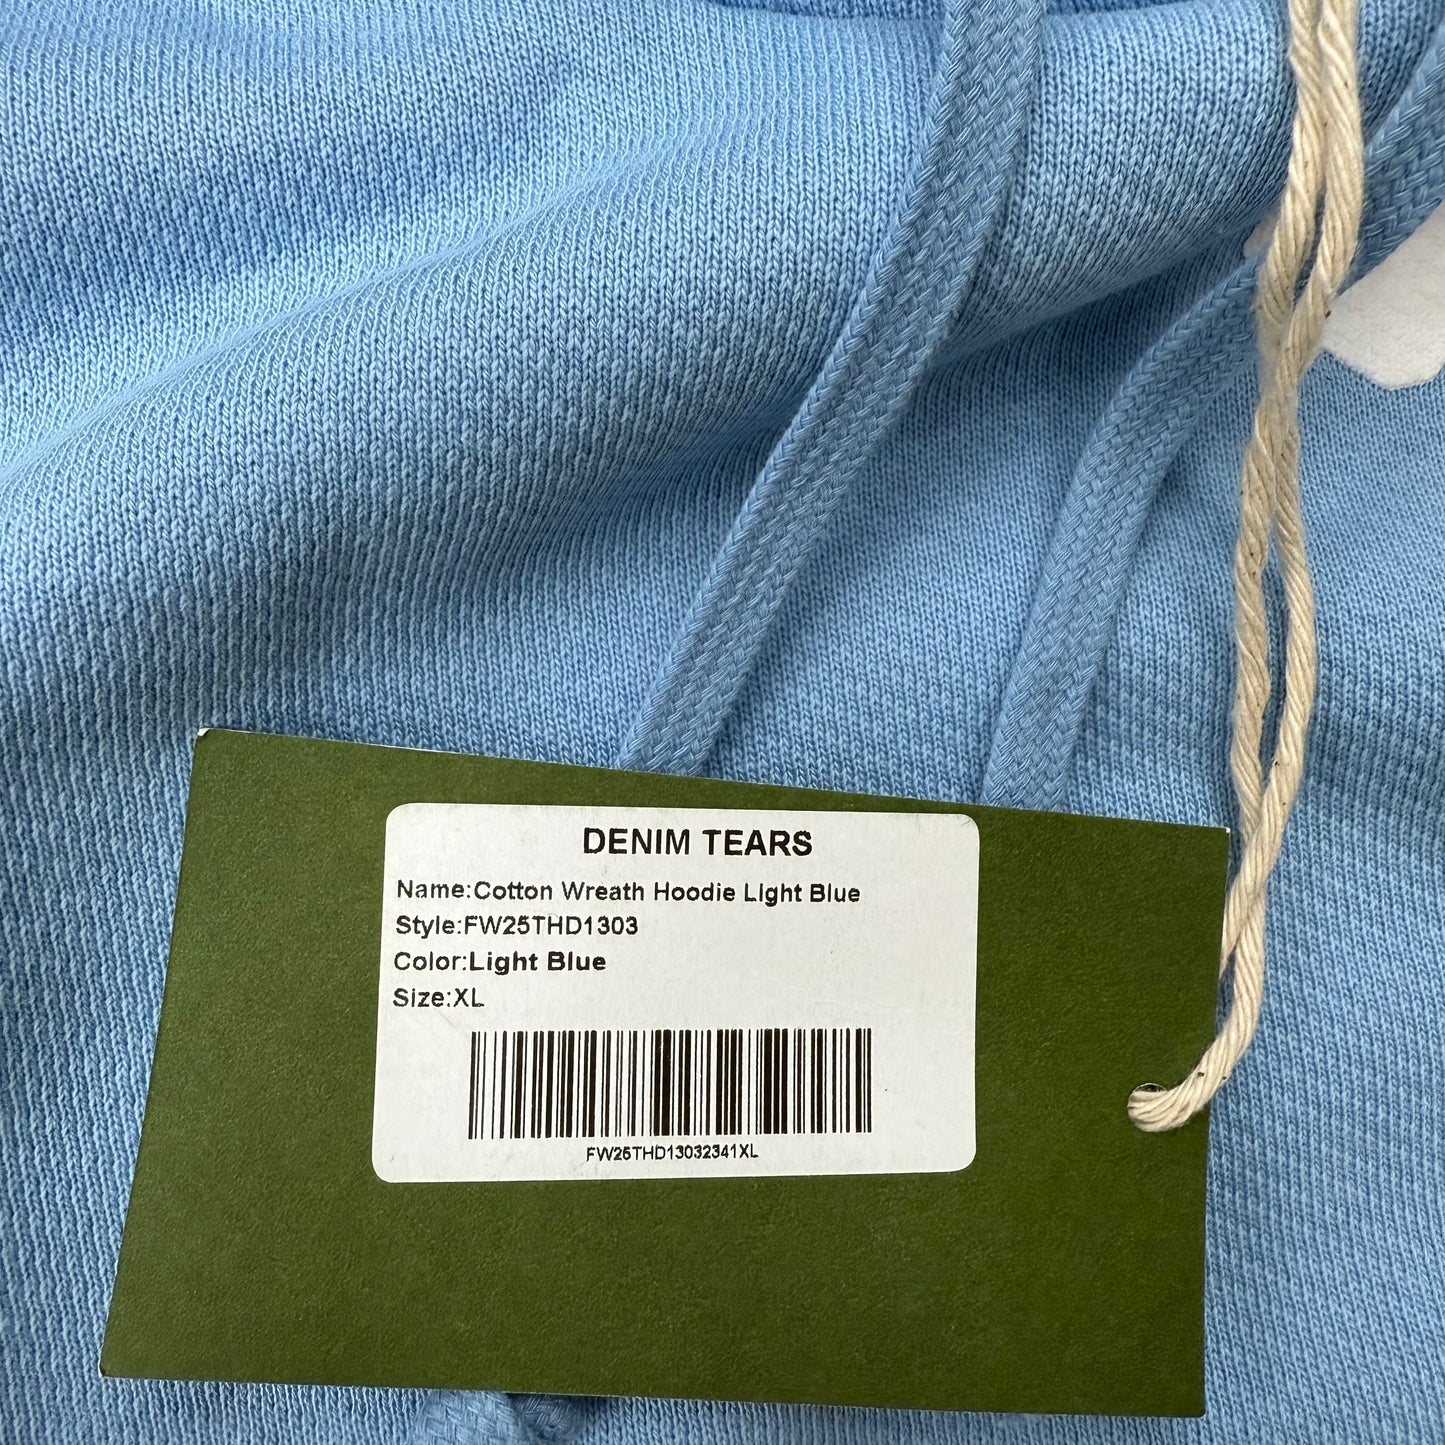 DENIM TEARS
Name:Cotton Wreath Hoodie Light Blue
Style:FW25THD1303
Color:Light Blue
Size:XL
FW25THD13032341XL